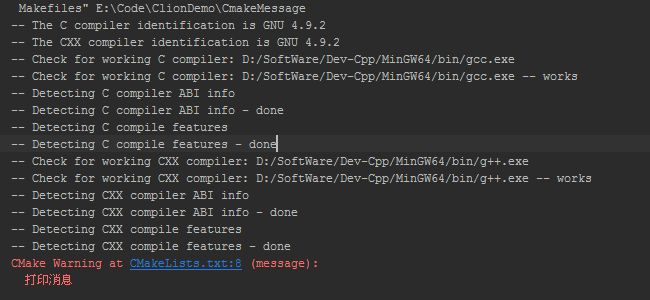 Makefiles" E:\Code\ClionDemo\CmakeMessage
-- The C compiler identification is GNU 4.9.2
-- The CXX compiler identification is GNU 4.9.2
-- Check for working C compiler: D:/SoftWare/Dev-Cpp/MinGW64/bin/gcc.exe
-- Check for working C compiler: D:/SoftWare/Dev-Cpp/MinGW64/bin/gcc.exe -- works
-- Detecting C compiler ABI info
-- Detecting C compiler ABI info - done
-- Detecting C compile features
-- Detecting C compile features - done
-- Check for working CXX compiler: D:/SoftWare/Dev-Cpp/MinGW64/bin/g++.exe
-- Check for working CXX compiler: D:/SoftWare/Dev-Cpp/MinGW64/bin/g++.exe -- works
-- Detecting CXX compiler ABI info
-- Detecting CXX compiler ABI info - done
-- Detecting CXX compile features
-- Detecting CXX compile features - done
CMake Warning at CMakeLists.txt:8 (message):
打印消息